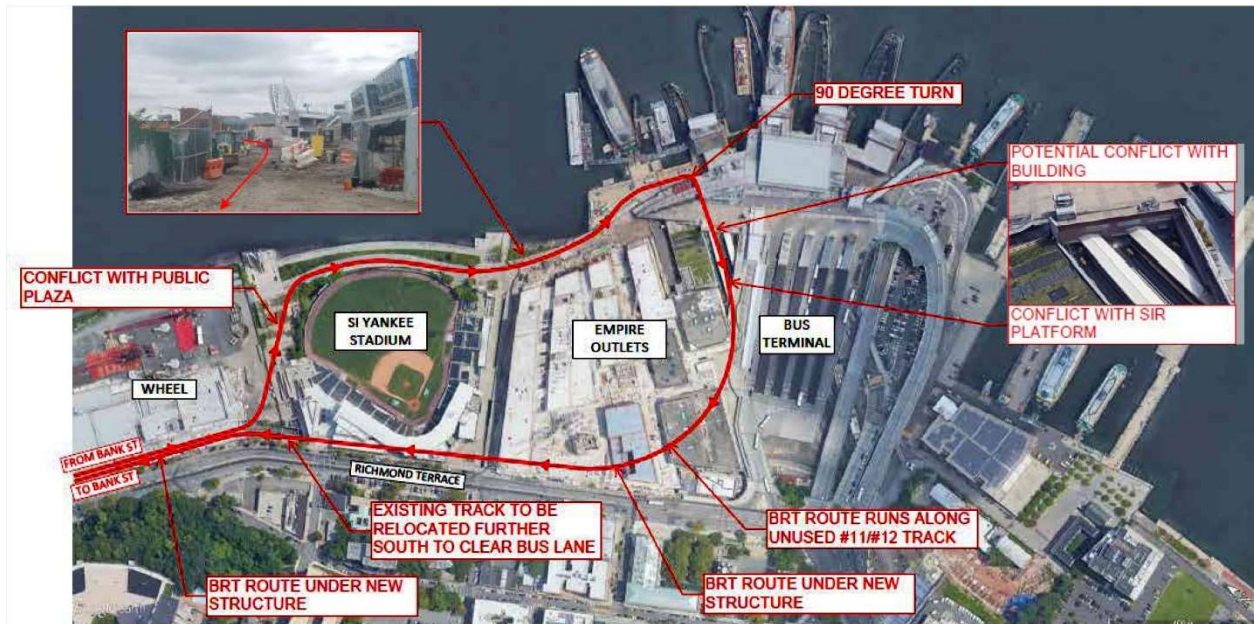 90 DEGREE TURN
POTENTIAL CONFLICT WITH
BUILDING
CONFLICT WITH PUBLIC
PLAZA
SI YANKEE
STADIUM
EMPIRE
OUTLETS
BUS
TERMINAL
CONFLICT WITH SIR
PLATFORM
WHEEL
FROM BANK ST
TO BANK ST
RICHMOND TERRACE
EXISTING TRACK TO BE
RELOCATED FURTHER
SOUTH TO CLEAR BUS LANE
BRT ROUTE RUNS ALONG
UNUSED #11/#12 TRACK
BRT ROUTE UNDER NEW
STRUCTURE
BRT ROUTE UNDER NEW
STRUCTURE